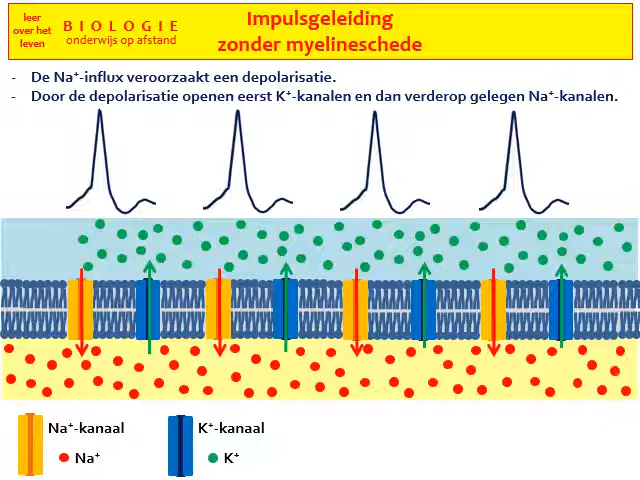 leer
over het
leven
BIOLOGIE
onderwijs op afstand
Impulsgeleiding
zonder myelineschede
- De Na⁺-influx veroorzaakt een depolarisatie.
- Door de depolarisatie openen eerst K⁺-kanalen en dan verderop gelegen Na⁺-kanalen.
Na⁺-kanaal
K⁺-kanaal
Na⁺
K⁺